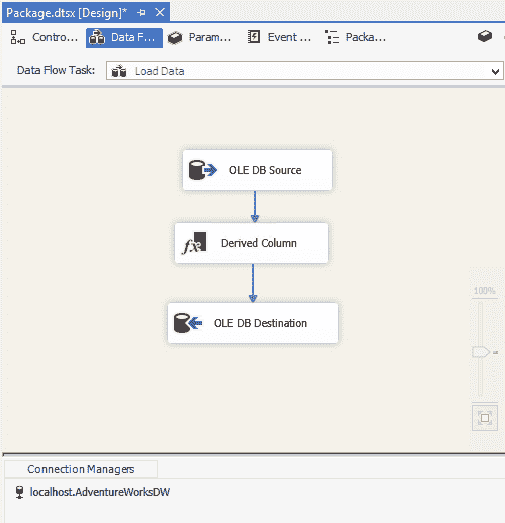 Package.dtsx [Design]*
Contro... Data F... Param... Event ... Packa...
Data Flow Task: Load Data
OLE DB Source
fx Derived Column
OLE DB Destination
100%
Connection Managers
localhost.AdventureWorksDW